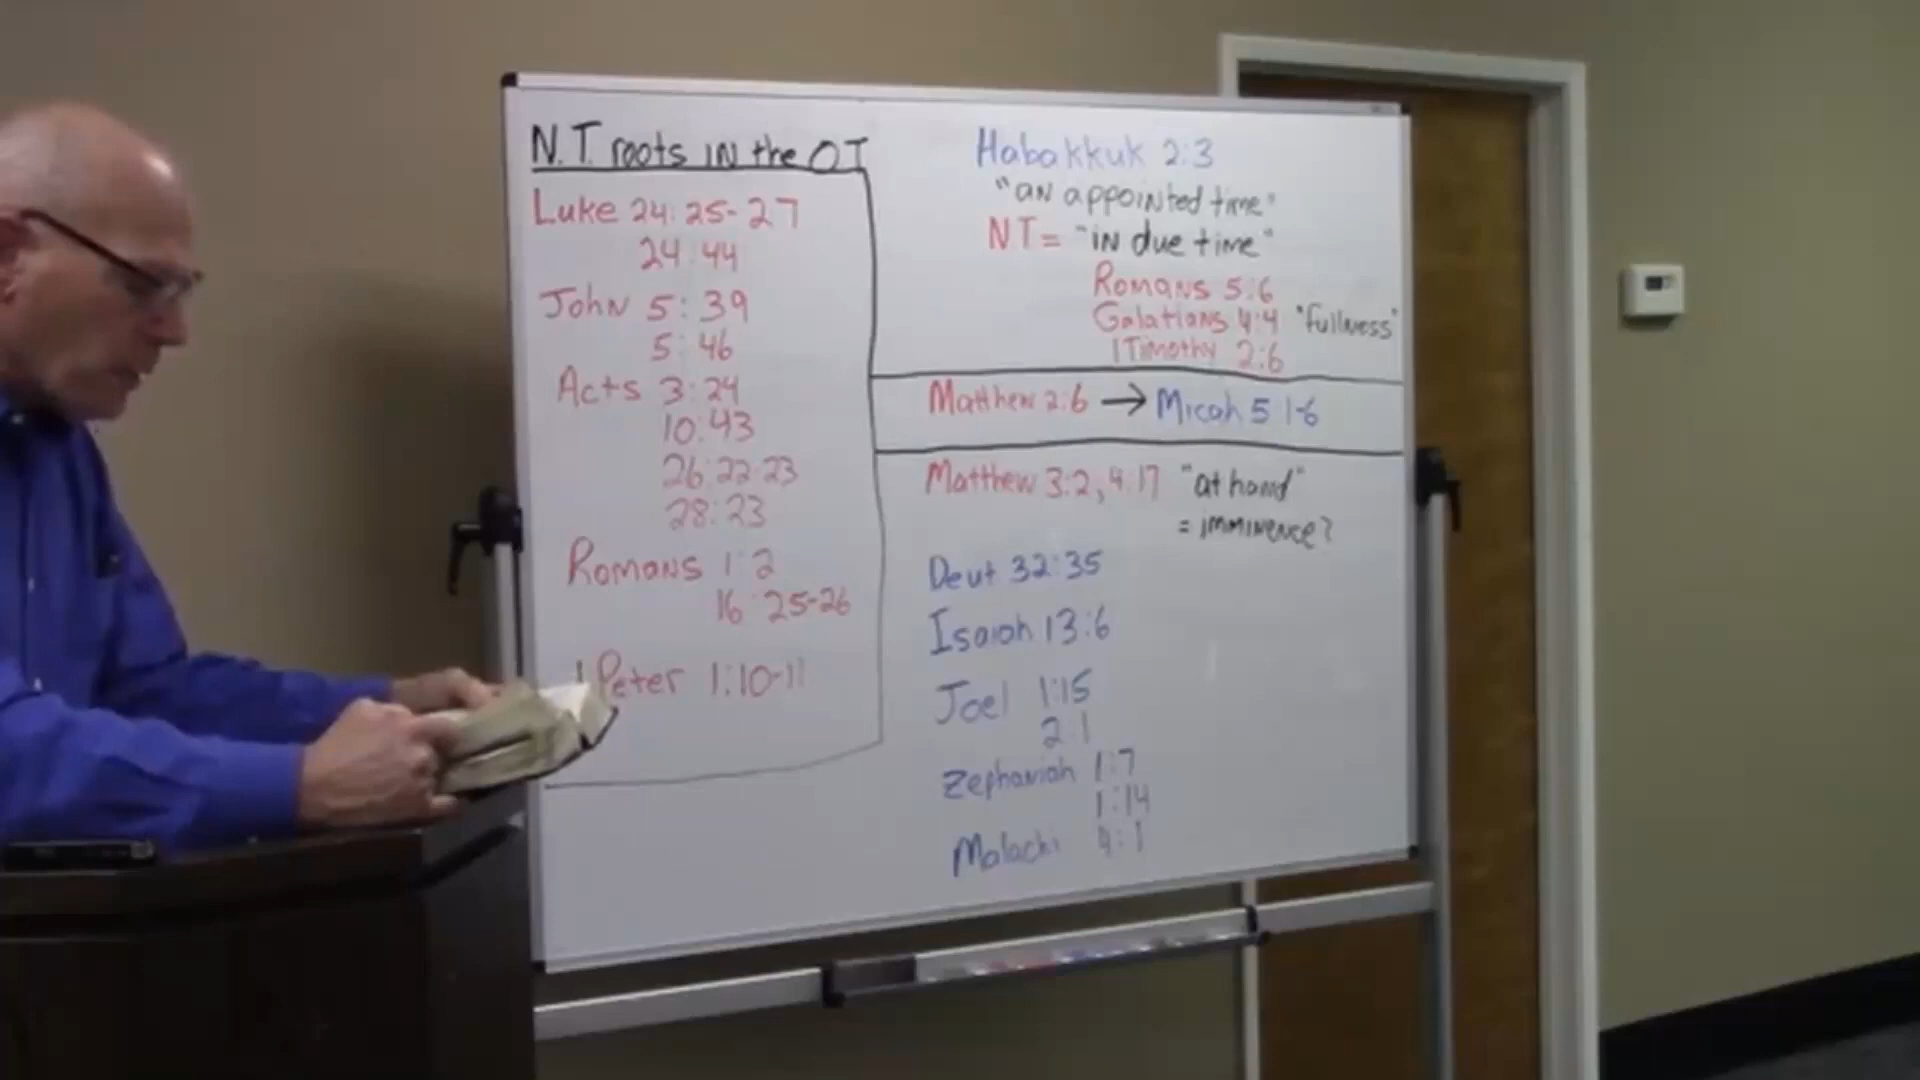 N.T. roots IN the OT
Luke 24:25-27
24:44
John 5:39
5:46
Acts 3:24
10:43
26:22-23
28:23
Romans 1:2
16:25-26
1 Peter 1:10-11
Habakkuk 2:3
"an appointed time"
NT= "in due time"
Romans 5:6
Galatians 4:4 "fullness"
1 Timothy 2:6
Matthew 2:6 → Micah 5:1-6
Matthew 3:2, 4:17 "at hand"
= imminence?
Deut 32:35
Isaiah 13:6
Joel 1:15
2:1
Zephaniah 1:7
1:14
Malachi 4:1